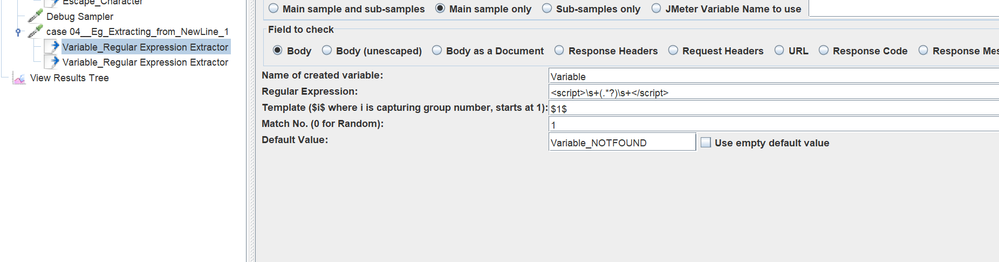 Escape_Character
Debug Sampler
case 04__Eg_Extracting_from_NewLine_1
Variable_Regular Expression Extractor
Variable_Regular Expression Extractor
View Results Tree
Main sample and sub-samples Main sample only Sub-samples only JMeter Variable Name to use
Field to check
Body Body (unescaped) Body as a Document Response Headers Request Headers URL Response Code Response Mes
Name of created variable: Variable
Regular Expression: <script>\s+(.*?)\s+</script>
Template ($i$ where i is capturing group number, starts at 1): $1$
Match No. (0 for Random): 1
Default Value: Variable_NOTFOUND Use empty default value